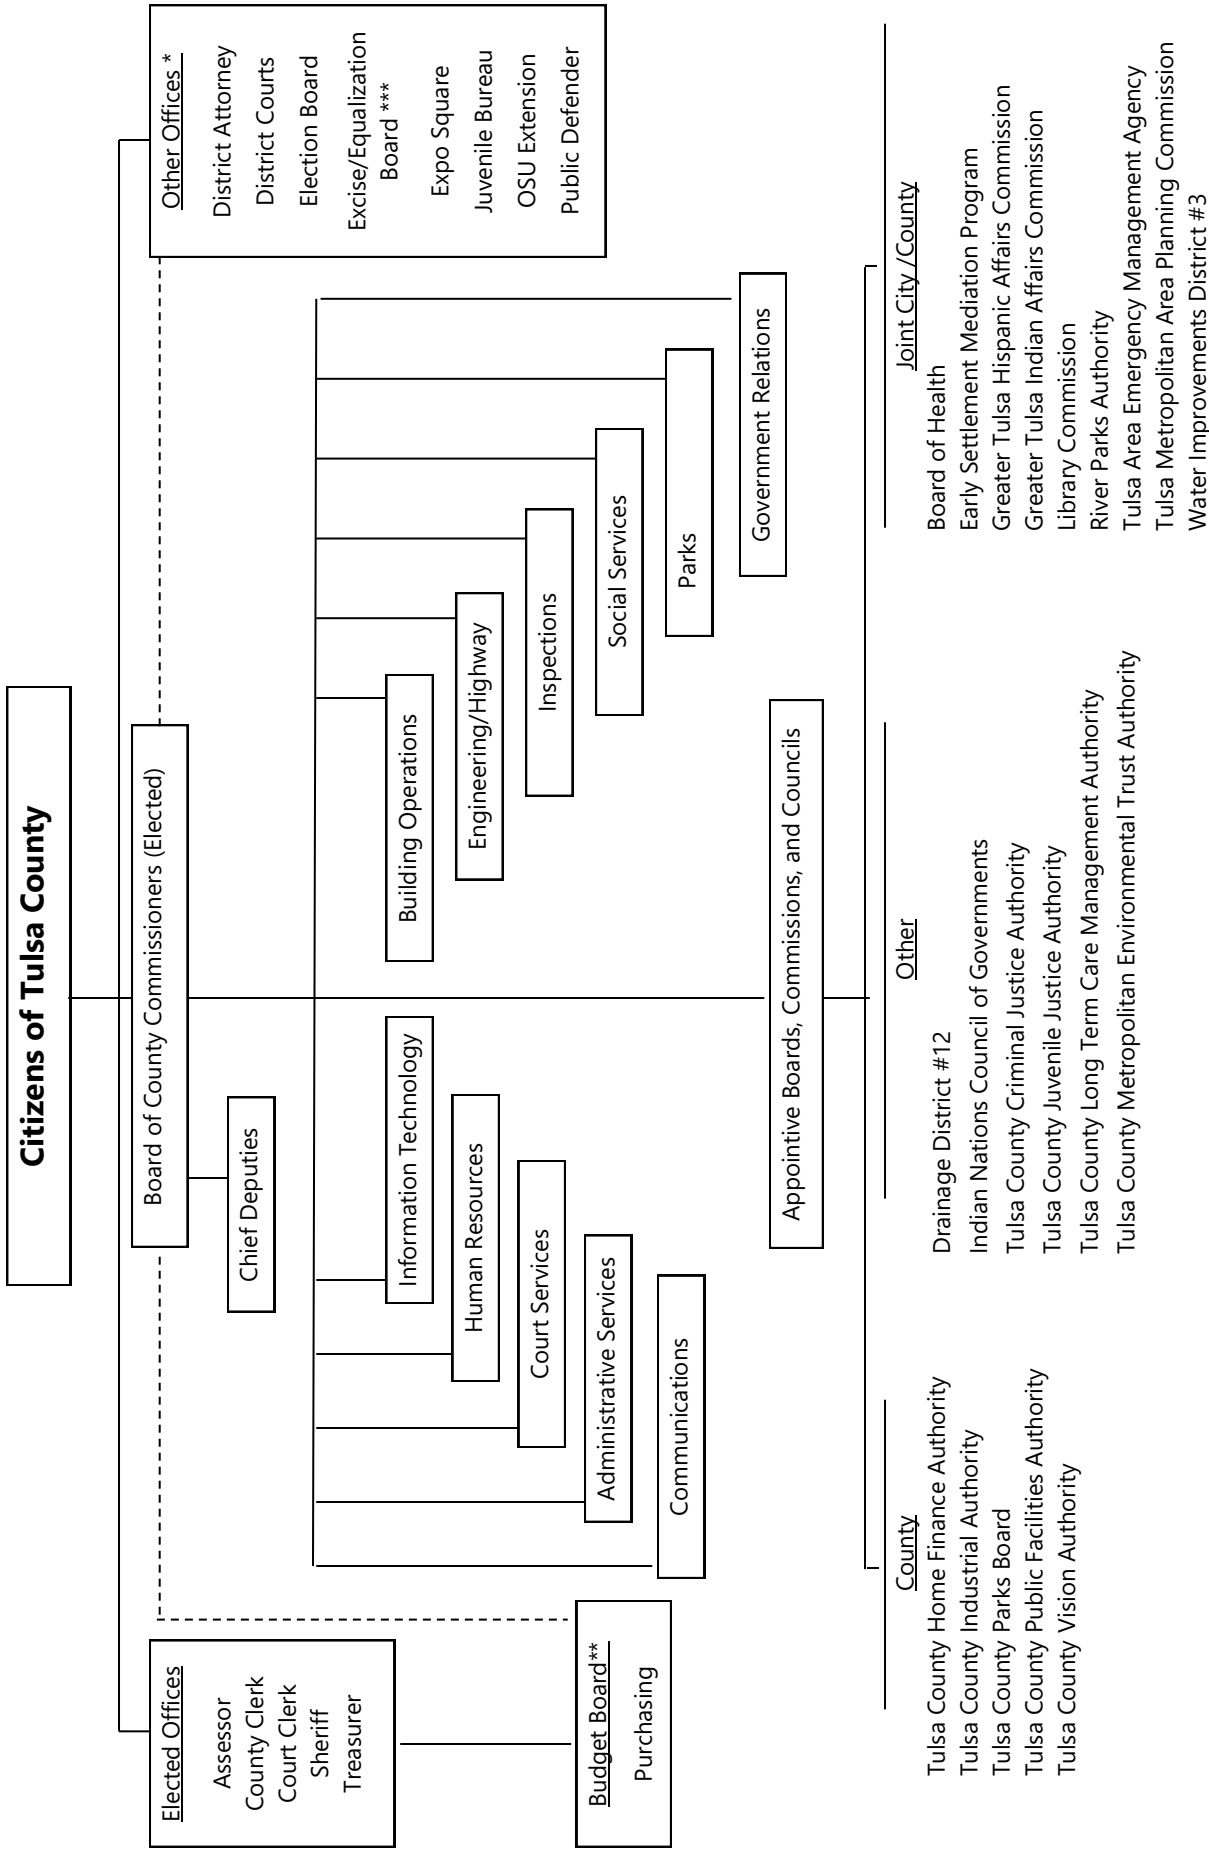 Citizens of Tulsa County
Elected Offices
Assessor
County Clerk
Court Clerk
Sheriff
Treasurer
Board of County Commissioners (Elected)
Other Offices *
District Attorney
District Courts
Election Board
Excise/Equalization
Board ***
Expo Square
Juvenile Bureau
OSU Extension
Public Defender
Chief Deputies
Budget Board**
Purchasing
Information Technology
Human Resources
Court Services
Administrative Services
Communications
Building Operations
Engineering/Highway
Inspections
Social Services
Parks
Government Relations
Appointive Boards, Commissions, and Councils
County
Tulsa County Home Finance Authority
Tulsa County Industrial Authority
Tulsa County Parks Board
Tulsa County Public Facilities Authority
Tulsa County Vision Authority
Other
Drainage District #12
Indian Nations Council of Governments
Tulsa County Criminal Justice Authority
Tulsa County Juvenile Justice Authority
Tulsa County Long Term Care Management Authority
Tulsa County Metropolitan Environmental Trust Authority
Joint City /County
Board of Health
Early Settlement Mediation Program
Greater Tulsa Hispanic Affairs Commission
Greater Tulsa Indian Affairs Commission
Library Commission
River Parks Authority
Tulsa Area Emergency Management Agency
Tulsa Metropolitan Area Planning Commission
Water Improvements District #3